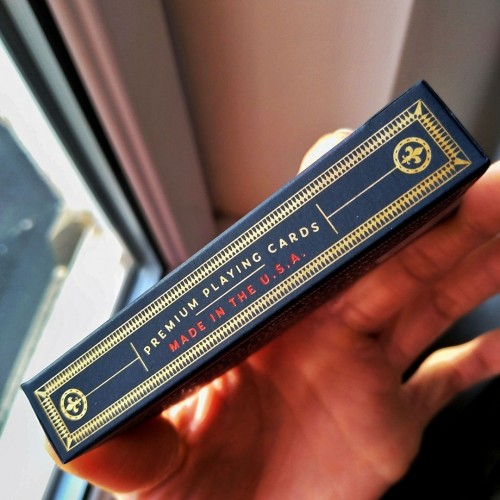 PREMIUM PLAYING CARDS
MADE IN THE U.S.A.